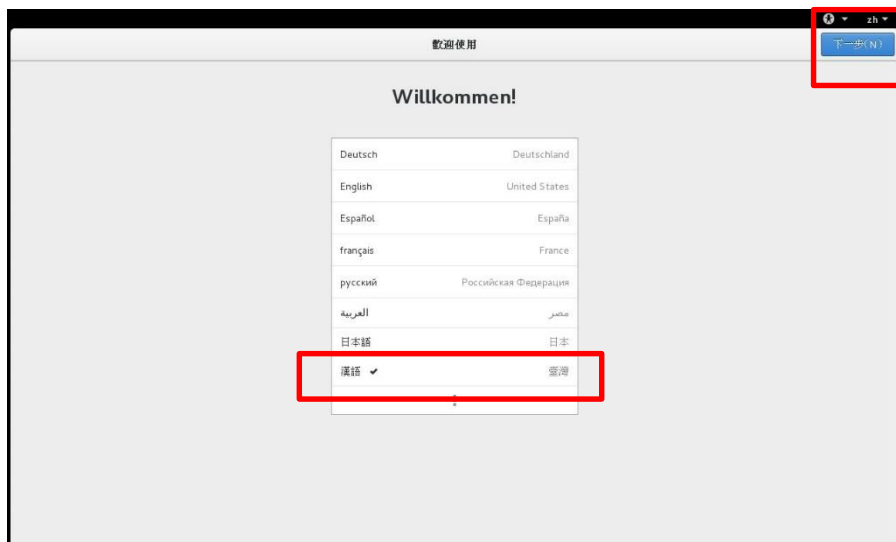 zh
歡迎使用
下一步(N)
Willkommen!
Deutsch Deutschland
English United States
Español España
français France
русский Российская Федерация
العربية مصر
日本語 日本
漢語 ✔ 臺灣